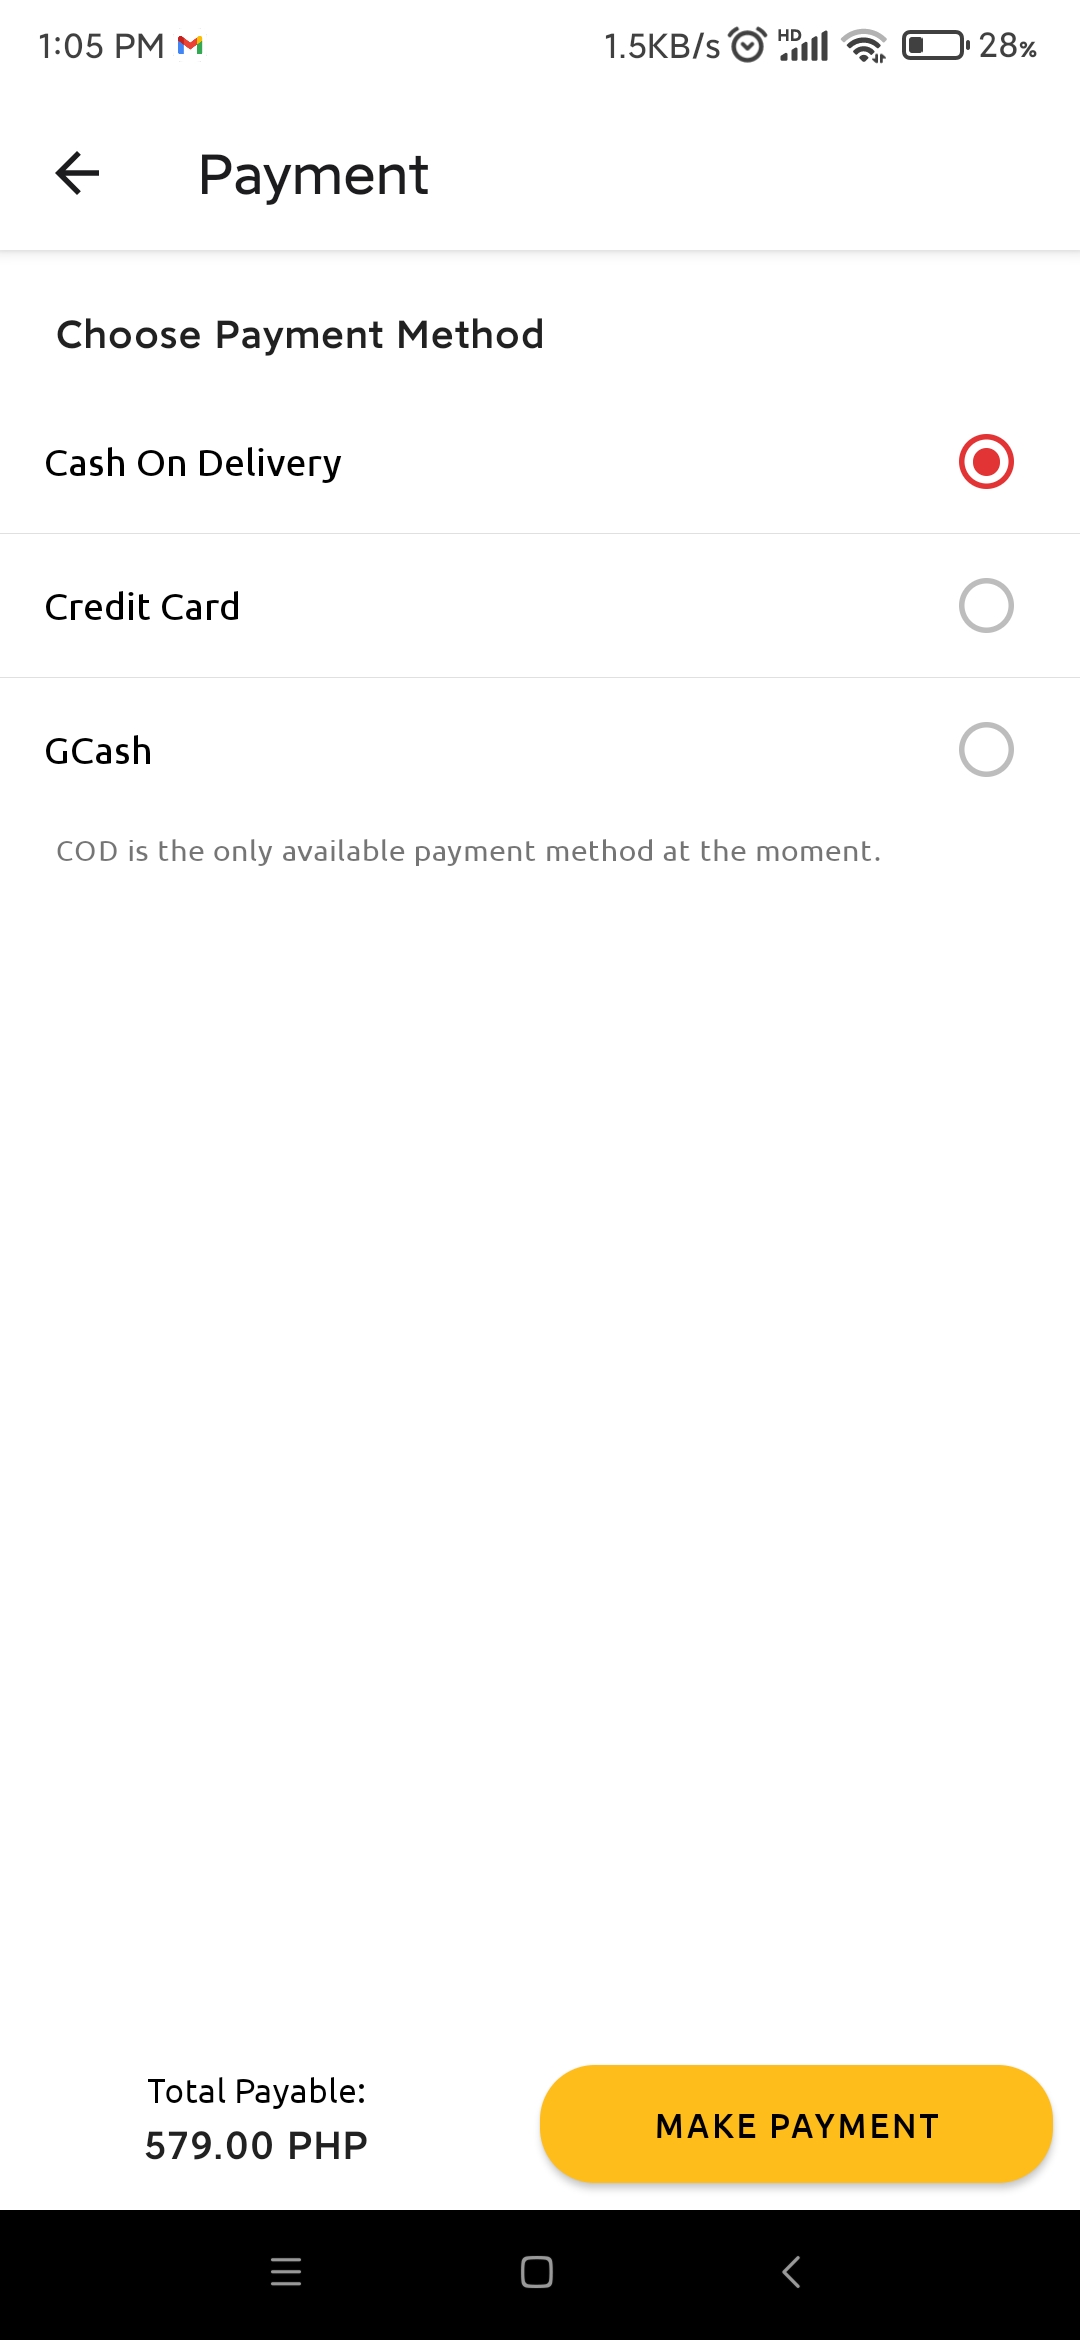 1:05 PM
1.5KB/s HD 28%
Payment
Choose Payment Method
Cash On Delivery
Credit Card
GCash
COD is the only available payment method at the moment.
Total Payable:
579.00 PHP
MAKE PAYMENT